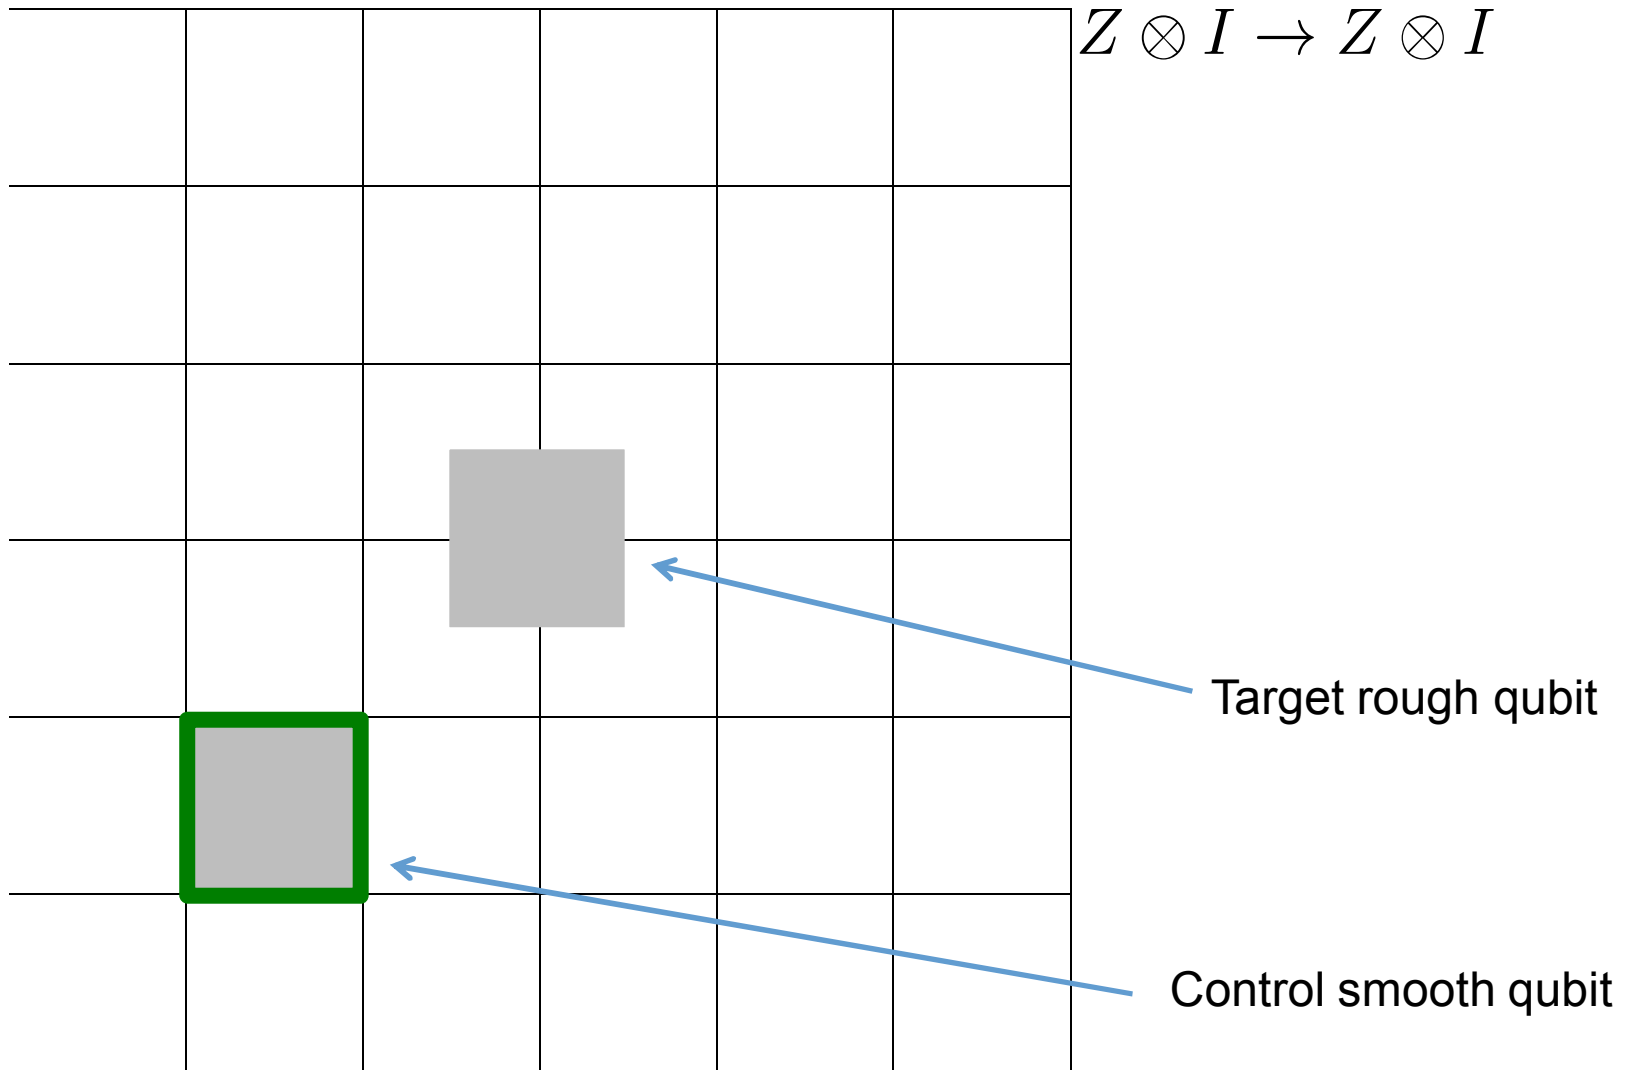 Z ⊗ I → Z ⊗ I
Target rough qubit
Control smooth qubit